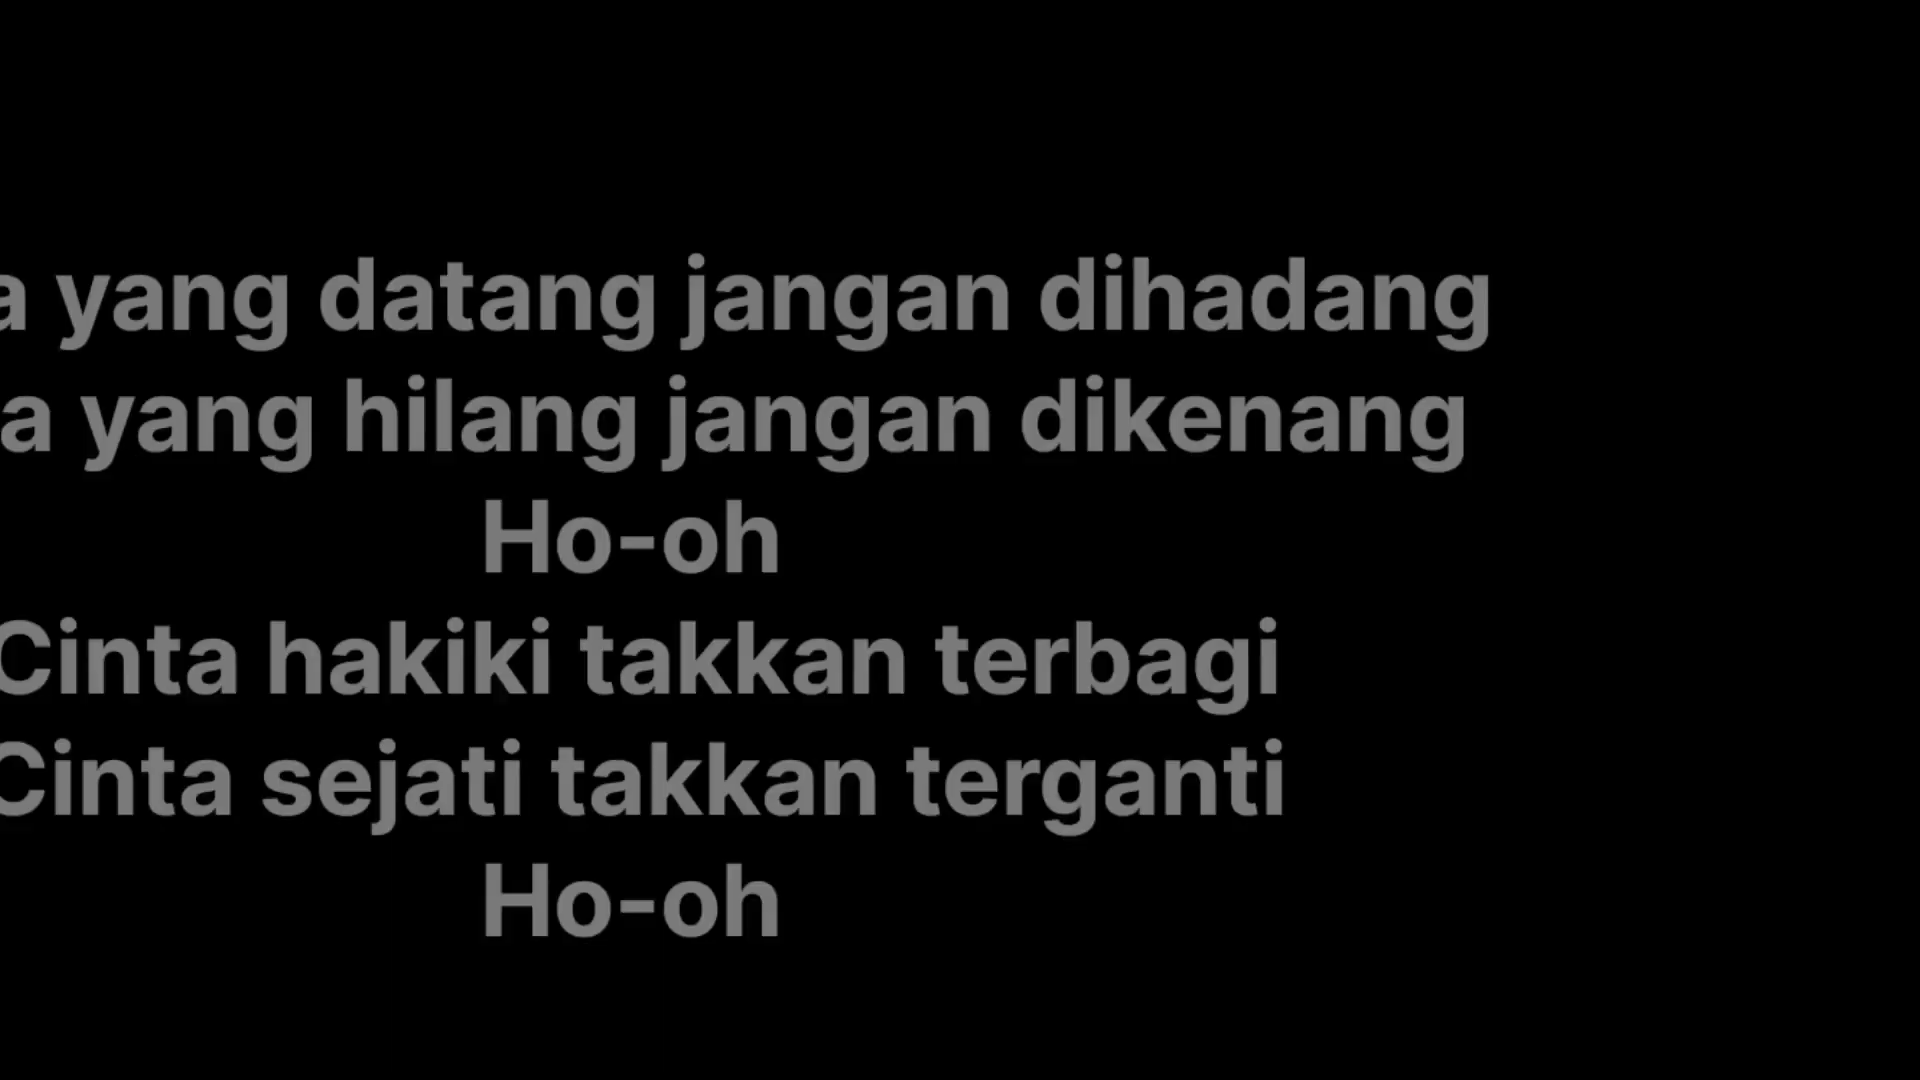 a yang datang jangan dihadang
a yang hilang jangan dikenang
Ho-oh
Cinta hakiki takkan terbagi
Cinta sejati takkan terganti
Ho-oh